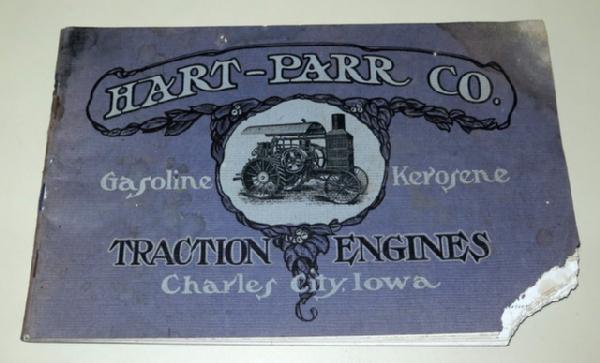 HART-PARR CO.
Gasoline Kerosene
TRACTION ENGINES
Charles City, Iowa